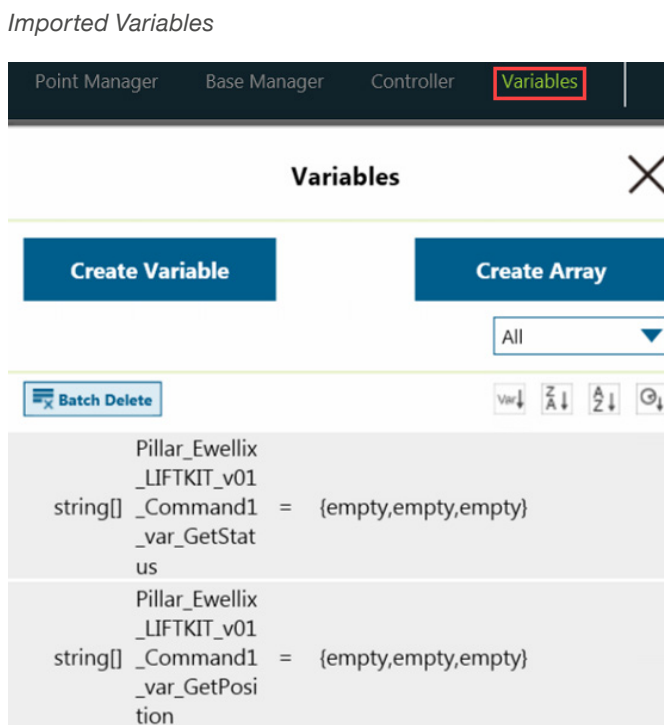 Imported Variables
Point Manager Base Manager Controller Variables
Variables
Create Variable Create Array
All
Batch Delete Var Z A A Z
Pillar_Ewellix
_LIFTKIT_v01
string[] _Command1 = {empty,empty,empty}
_var_GetStat
us
Pillar_Ewellix
_LIFTKIT_v01
string[] _Command1 = {empty,empty,empty}
_var_GetPosi
tion